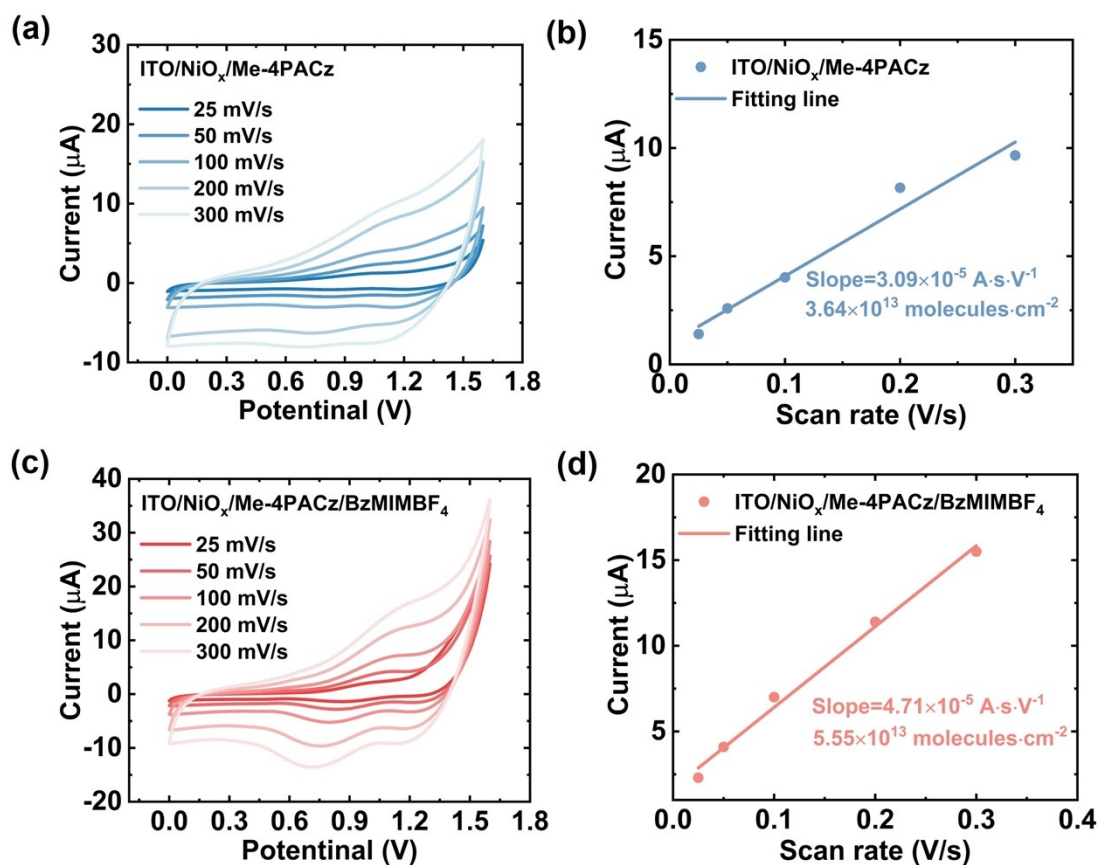 (a)
30
20
10
0
-10
Current (μA)
ITO/NiOₓ/Me-4PACz
25 mV/s
50 mV/s
100 mV/s
200 mV/s
300 mV/s
0.0 0.3 0.6 0.9 1.2 1.5 1.8
Potentinal (V)
(b)
15
10
5
0
Current (μA)
ITO/NiOₓ/Me-4PACz
Fitting line
Slope=3.09×10⁻⁵ A·s·V⁻¹
3.64×10¹³ molecules·cm⁻²
0.0 0.1 0.2 0.3
Scan rate (V/s)
(c)
40
30
20
10
0
-10
-20
Current (μA)
ITO/NiOₓ/Me-4PACz/BzMIMBF₄
25 mV/s
50 mV/s
100 mV/s
200 mV/s
300 mV/s
0.0 0.3 0.6 0.9 1.2 1.5 1.8
Potentinal (V)
(d)
20
15
10
5
Current (μA)
ITO/NiOₓ/Me-4PACz/BzMIMBF₄
Fitting line
Slope=4.71×10⁻⁵ A·s·V⁻¹
5.55×10¹³ molecules·cm⁻²
0.0 0.1 0.2 0.3 0.4
Scan rate (V/s)